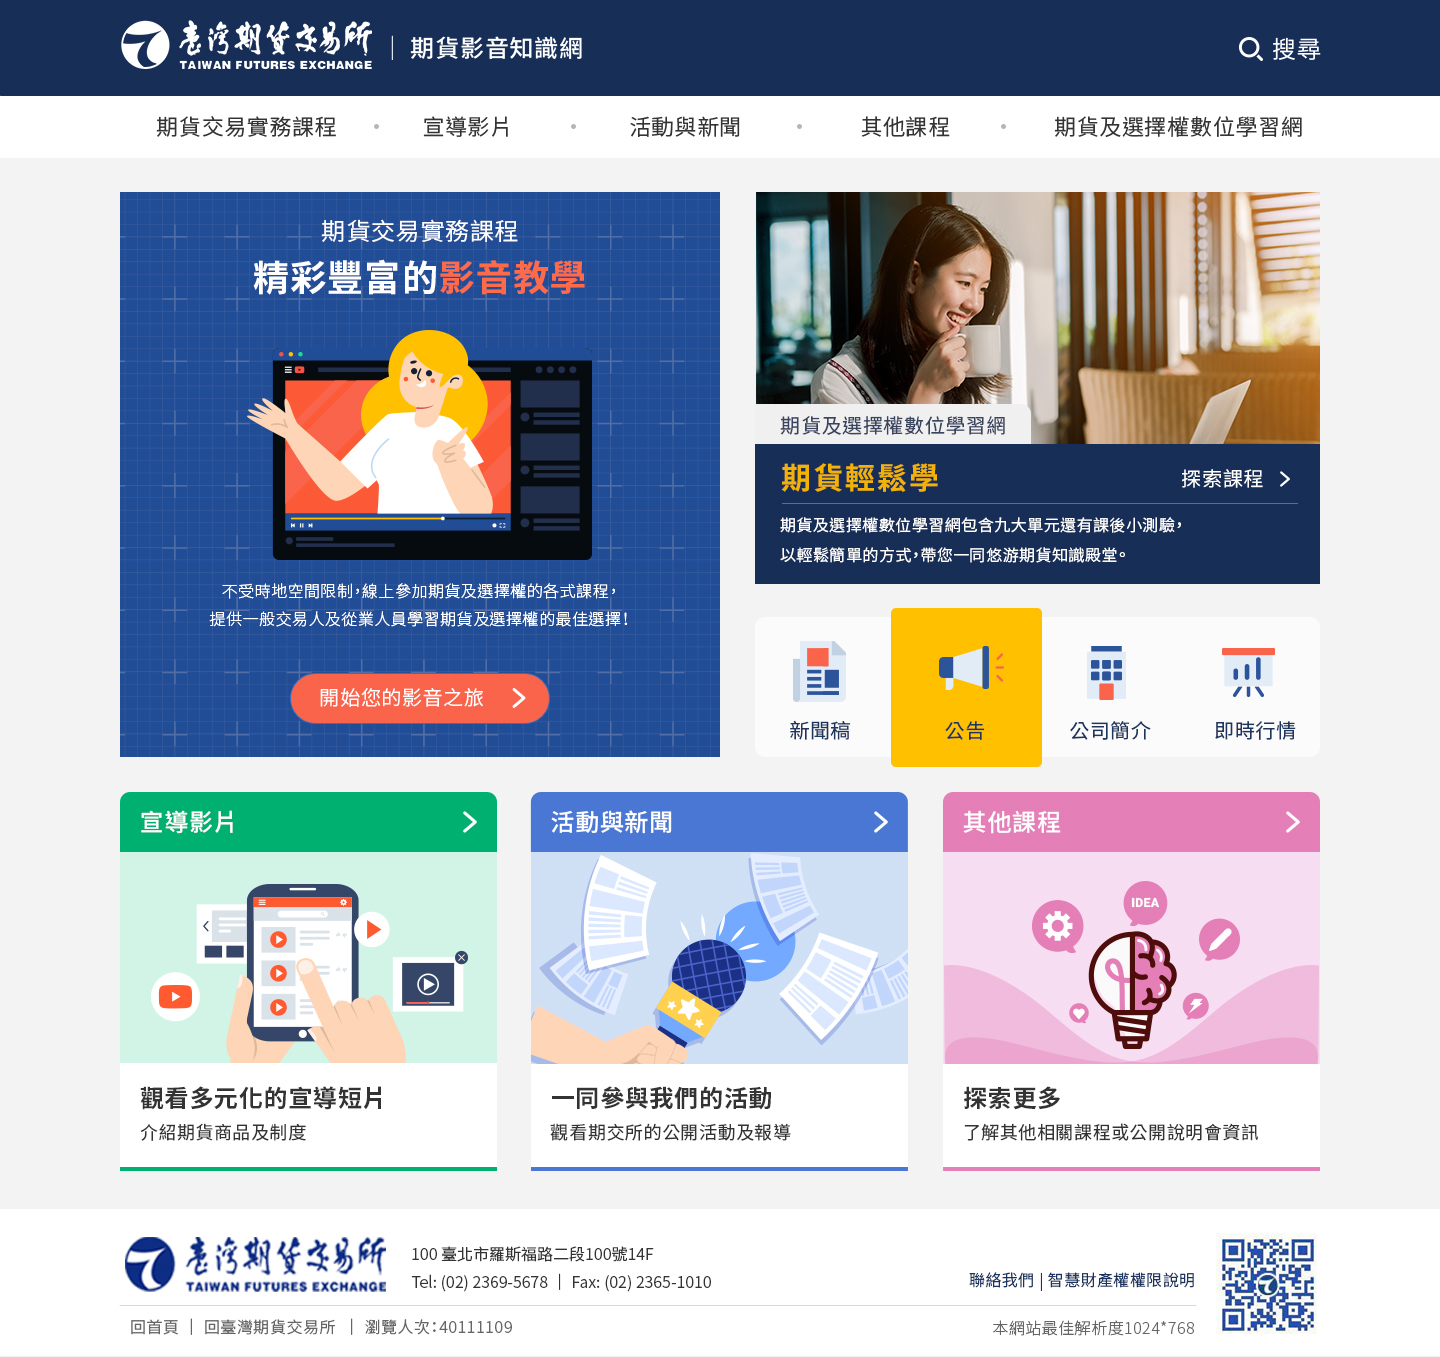 臺灣期貨交易所
TAIWAN FUTURES EXCHANGE
期貨影音知識網
搜尋
期貨交易實務課程
宣導影片
活動與新聞
其他課程
期貨及選擇權數位學習網
期貨交易實務課程
精彩豐富的影音教學
不受時地空間限制，線上參加期貨及選擇權的各式課程，
提供一般交易人及從業人員學習期貨及選擇權的最佳選擇！
開始您的影音之旅
期貨及選擇權數位學習網
期貨輕鬆學
探索課程
期貨及選擇權數位學習網包含九大單元還有課後小測驗，
以輕鬆簡單的方式，帶您一同悠游期貨知識殿堂。
新聞稿
公告
公司簡介
即時行情
宣導影片
觀看多元化的宣導短片
介紹期貨商品及制度
活動與新聞
一同參與我們的活動
觀看期交所的公開活動及報導
其他課程
IDEA
探索更多
了解其他相關課程或公開說明會資訊
臺灣期貨交易所
TAIWAN FUTURES EXCHANGE
100 臺北市羅斯福路二段100號14F
Tel: (02) 2369-5678 ｜ Fax: (02) 2365-1010
聯絡我們 | 智慧財產權權限說明
回首頁 ｜ 回臺灣期貨交易所 ｜ 瀏覽人次：40111109
本網站最佳解析度1024*768